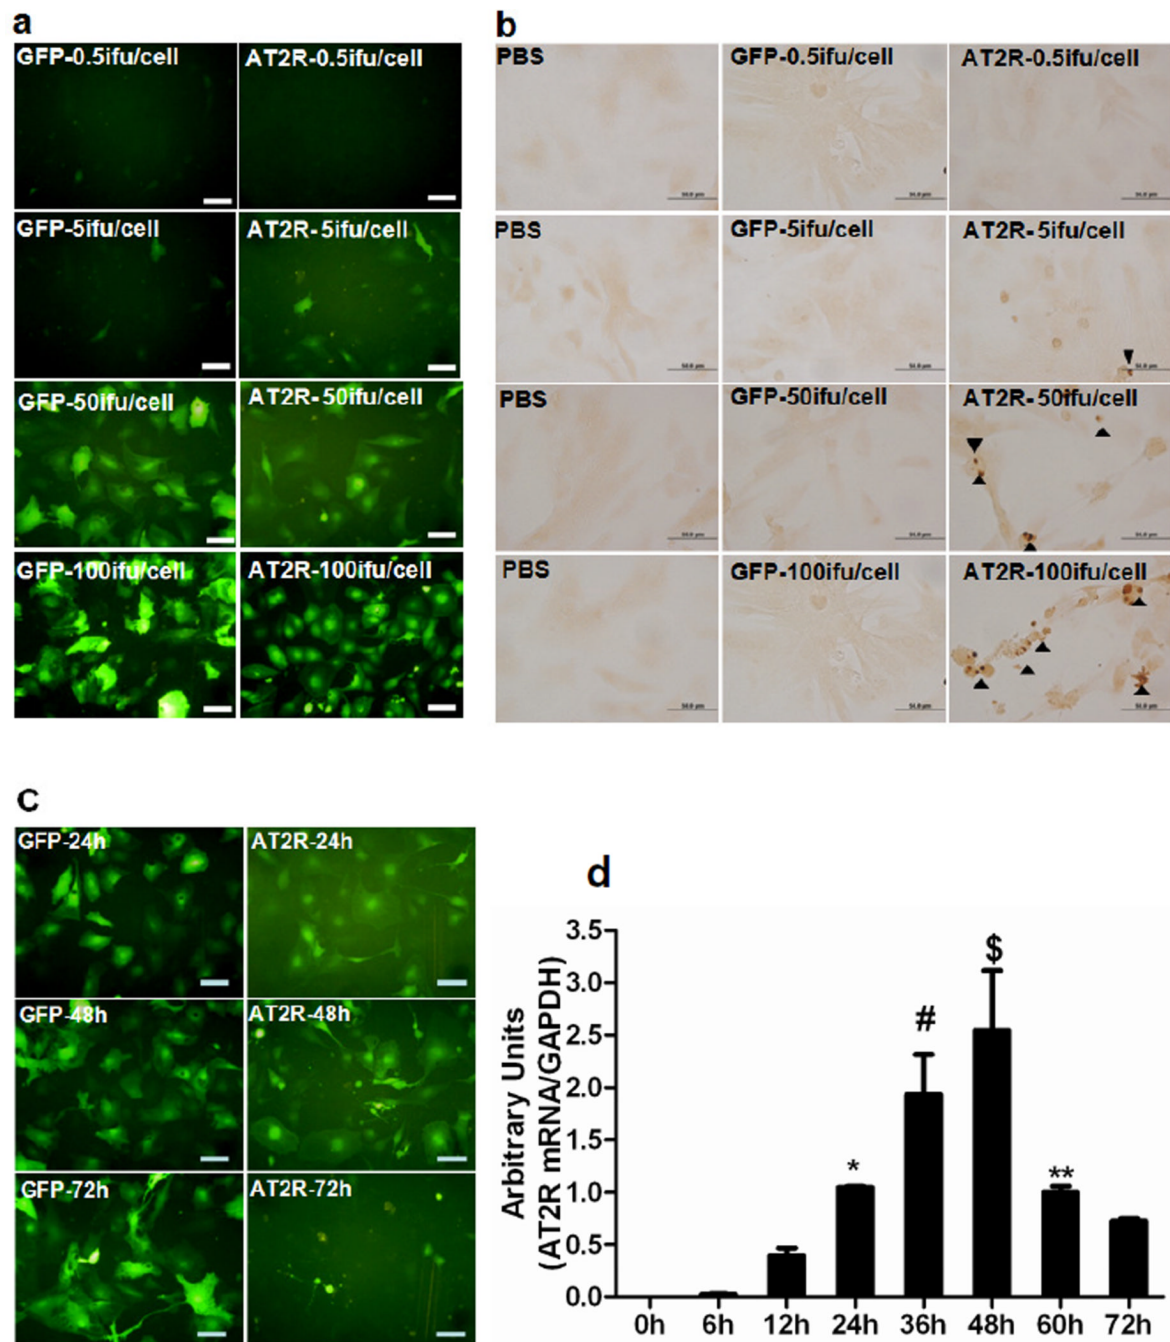 a
GFP-0.5ifu/cell
AT2R-0.5ifu/cell
GFP-5ifu/cell
AT2R-5ifu/cell
GFP-50ifu/cell
AT2R-50ifu/cell
GFP-100ifu/cell
AT2R-100ifu/cell
b
PBS
GFP-0.5ifu/cell
AT2R-0.5ifu/cell
PBS
GFP-5ifu/cell
AT2R-5ifu/cell
PBS
GFP-50ifu/cell
AT2R-50ifu/cell
PBS
GFP-100ifu/cell
AT2R-100ifu/cell
c
GFP-24h
AT2R-24h
GFP-48h
AT2R-48h
GFP-72h
AT2R-72h
d
Arbitrary Units
(AT2R mRNA/GAPDH)
3.5
3.0
2.5
2.0
1.5
1.0
0.5
0.0
*
#
$
**
0h 6h 12h 24h 36h 48h 60h 72h